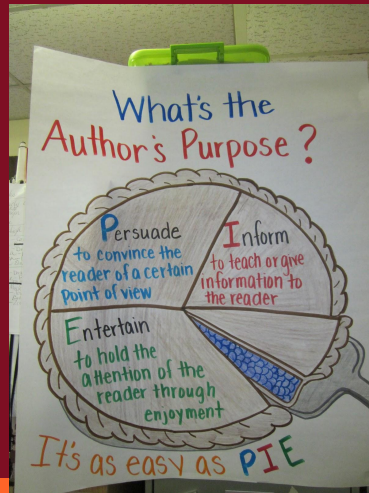 What's the
Author's Purpose?
Persuade
to convince the
reader of a certain
point of view
Inform
to teach or give
information to
the reader
Entertain
to hold the
attention of the
reader through
enjoyment
It's as easy as PIE